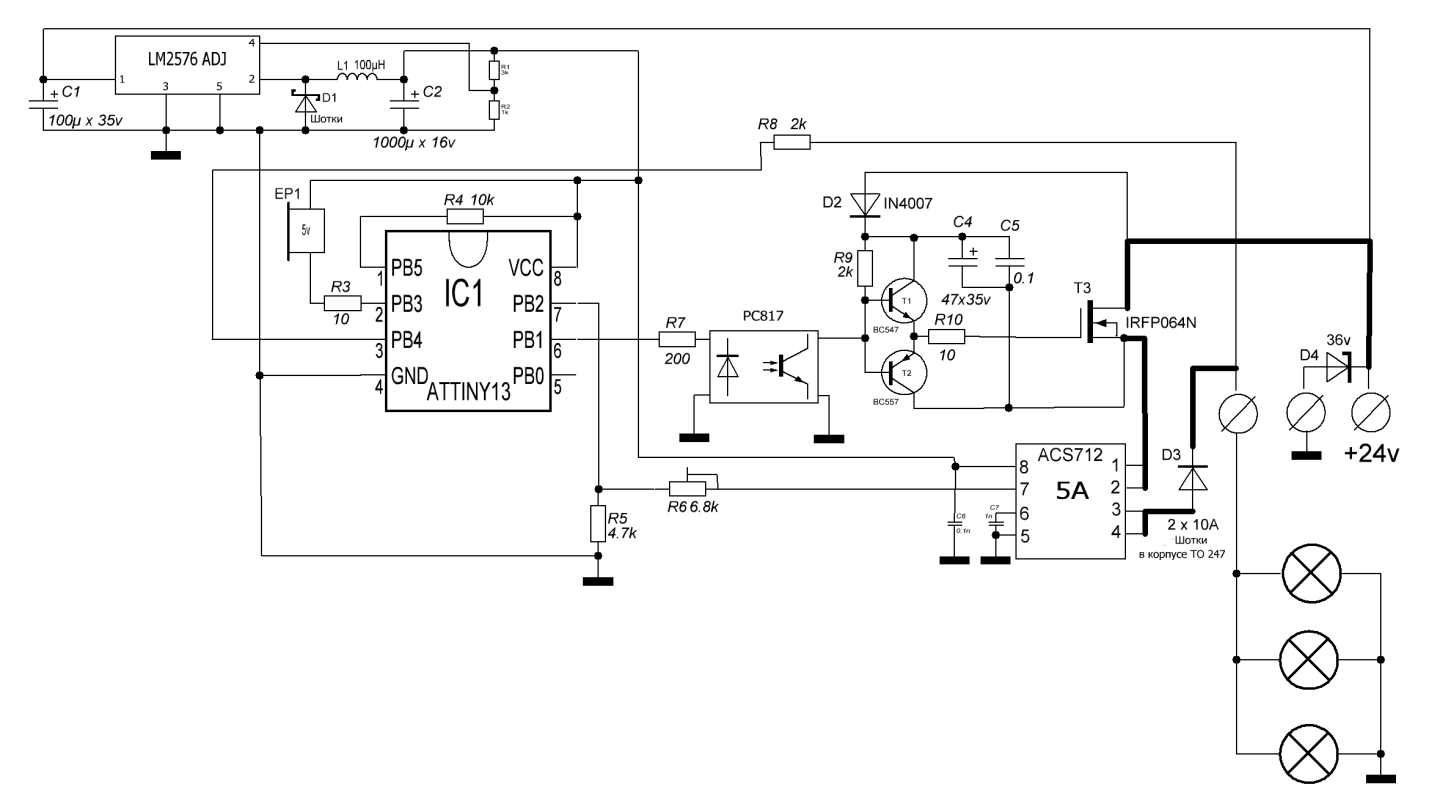 LM2576 ADJ
4
1
2
3
5
+ C1
100µ x 35v
L1 100µH
D1
Шотки
+ C2
1000µ x 16v
R1
3k
R2
1k
R8 2k
EP1
5v
R4 10k
R3
10
IC1
ATTINY13
PB5
PB3
PB4
GND
VCC
PB2
PB1
PB0
1
2
3
4
8
7
6
5
R7
200
PC817
D2
IN4007
R9
2k
C4
+
47x35v
C5
0.1
T1
BC547
T2
BC557
R10
10
T3
IRFP064N
D4
36v
+24v
R6 6.8k
R5
4.7k
C6
0.1n
C7
1n
ACS712
5A
8
7
6
5
1
2
3
4
D3
2 x 10A
Шотки
в корпусе ТО 247